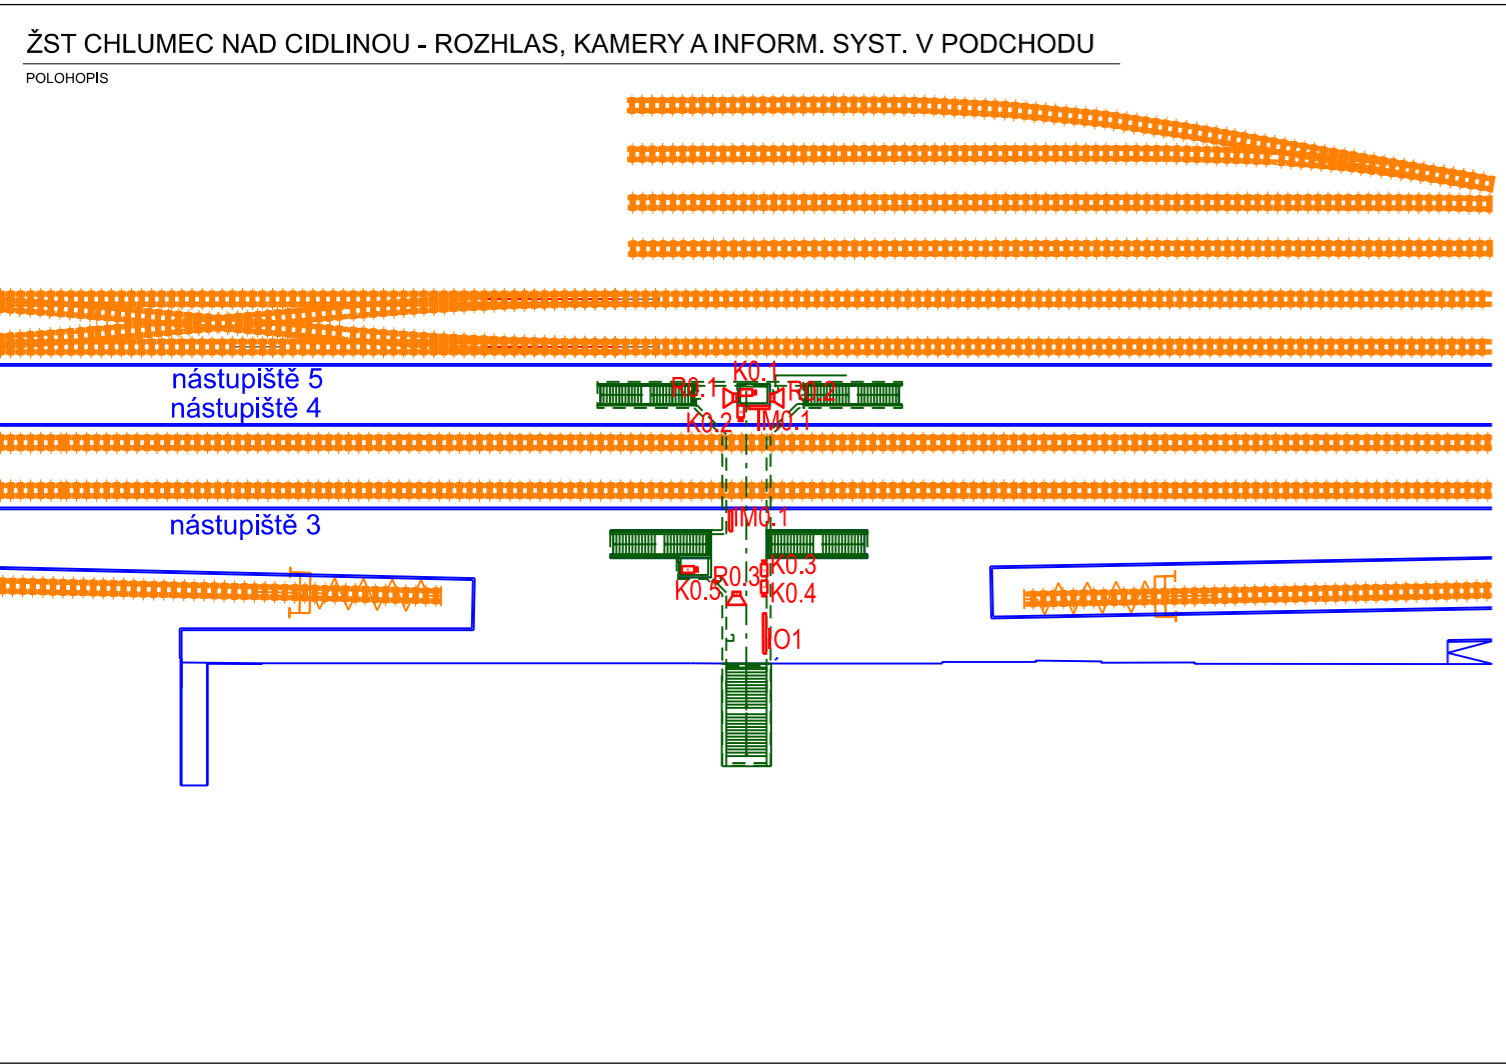 ŽST CHLUMEC NAD CIDLINOU - ROZHLAS, KAMERY A INFORM. SYST. V PODCHODU
POLOHOPIS
nástupiště 5
nástupiště 4
K0.1
R0.1
R0.2
K0.2
IM0.1
nástupiště 3
IM0.1
K0.3
R0.3
K0.5
K0.4
IO1